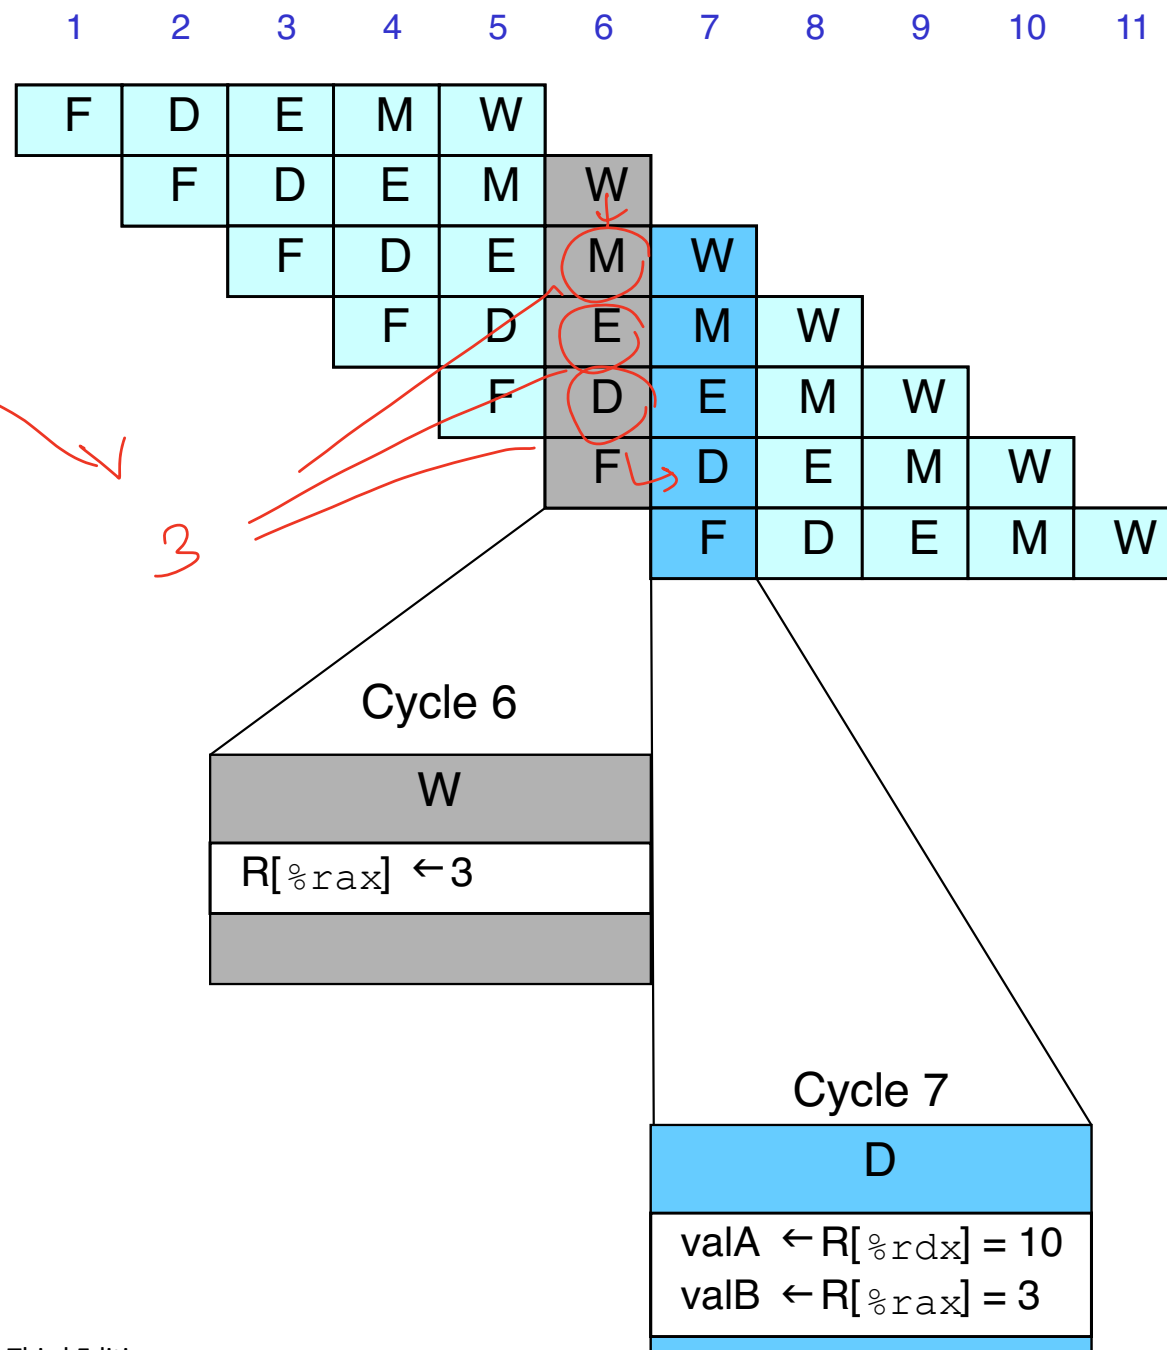 1 2 3 4 5 6 7 8 9 10 11
F D E M W
F D E M W
F D E M W
F D E M W
F D E M W
F D E M W
F D E M W
3
Cycle 6
W
R[%rax] ←3
Cycle 7
D
valA ←R[%rdx] = 10
valB ←R[%rax] = 3